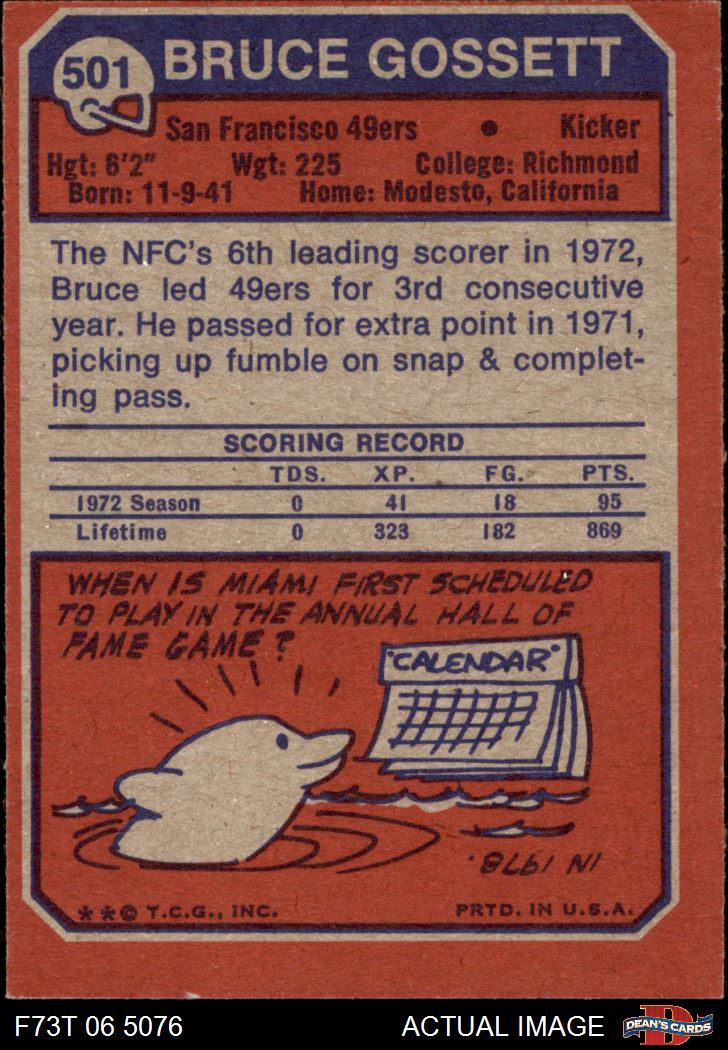 501 BRUCE GOSSETT
San Francisco 49ers • Kicker
Hgt: 6'2" Wgt: 225 College: Richmond
Born: 11-9-41 Home: Modesto, California
The NFC's 6th leading scorer in 1972,
Bruce led 49ers for 3rd consecutive
year. He passed for extra point in 1971,
picking up fumble on snap & complet-
ing pass.
SCORING RECORD
TDS. XP. FG. PTS.
1972 Season 0 41 18 95
Lifetime 0 323 182 869
WHEN IS MIAMI FIRST SCHEDULED
TO PLAY IN THE ANNUAL HALL OF
FAME GAME?
"CALENDAR"
IN 1978.
**© T.C.G., INC. PRTD. IN U.S.A.
F73T 06 5076 ACTUAL IMAGE D DEAN'S CARDS